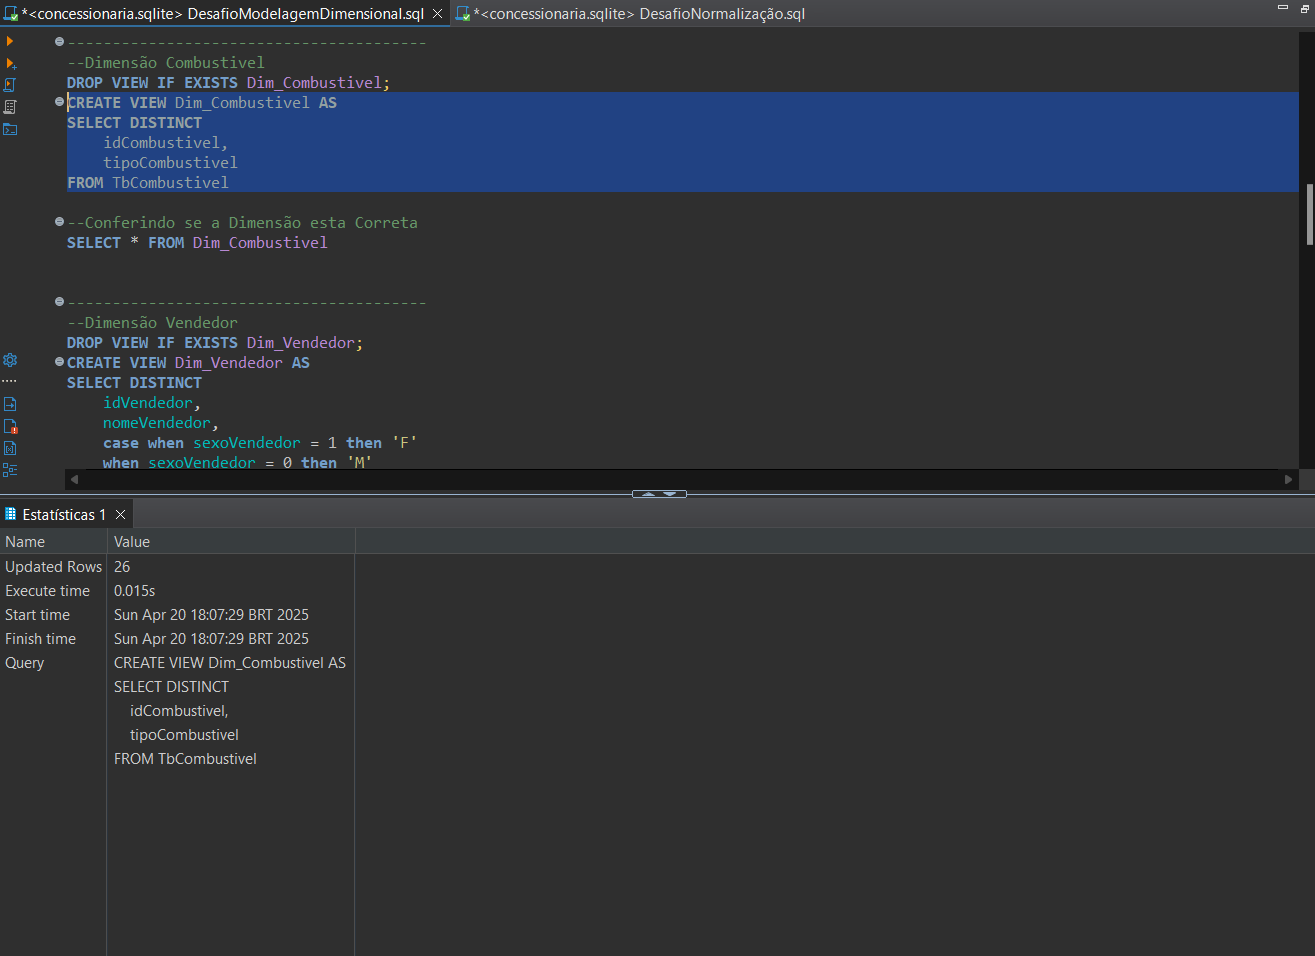 *<concessionaria.sqlite> DesafioModelagemDimensional.sql
*<concessionaria.sqlite> DesafioNormalização.sql
----------------------------------------
--Dimensão Combustivel
DROP VIEW IF EXISTS Dim_Combustivel;
CREATE VIEW Dim_Combustivel AS
SELECT DISTINCT
    idCombustivel,
    tipoCombustivel
FROM TbCombustivel
--Conferindo se a Dimensão esta Correta
SELECT * FROM Dim_Combustivel
----------------------------------------
--Dimensão Vendedor
DROP VIEW IF EXISTS Dim_Vendedor;
CREATE VIEW Dim_Vendedor AS
SELECT DISTINCT
    idVendedor,
    nomeVendedor,
    case when sexoVendedor = 1 then 'F'
    when sexoVendedor = 0 then 'M'
Estatísticas 1
Name Value
Updated Rows 26
Execute time 0.015s
Start time Sun Apr 20 18:07:29 BRT 2025
Finish time Sun Apr 20 18:07:29 BRT 2025
Query CREATE VIEW Dim_Combustivel AS
SELECT DISTINCT
    idCombustivel,
    tipoCombustivel
FROM TbCombustivel